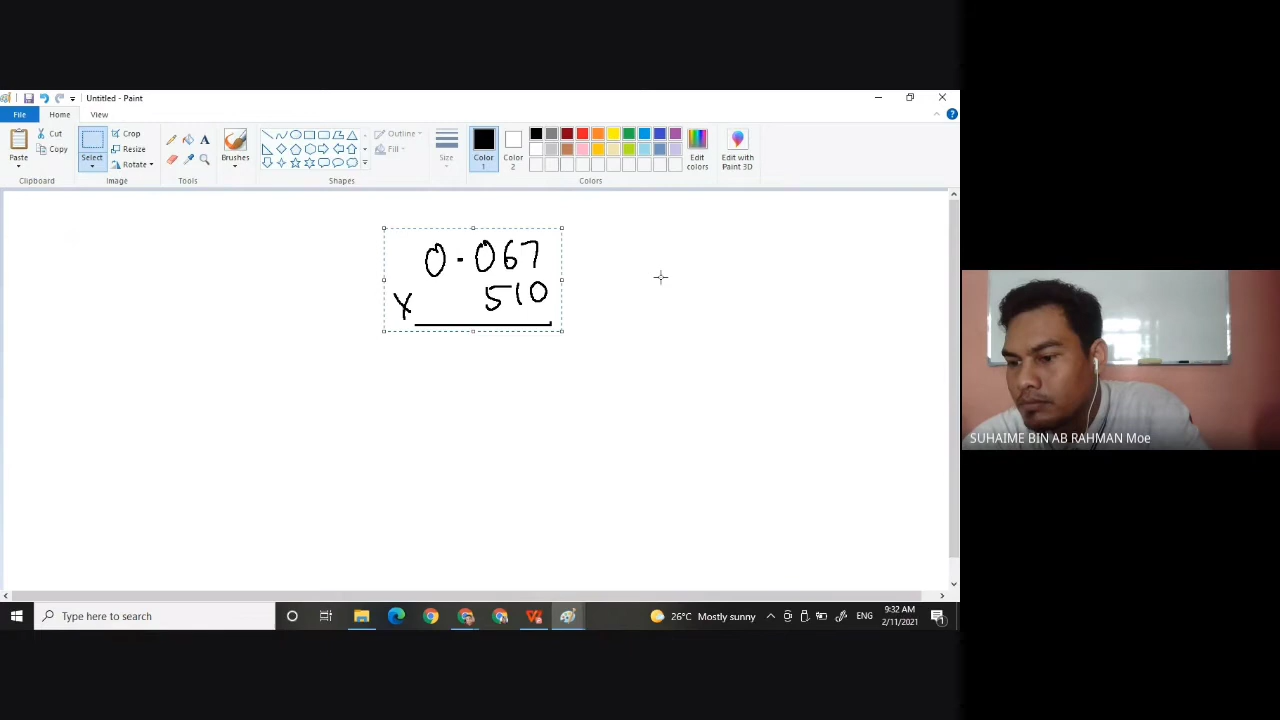 Untitled - Paint
File Home View
Paste
Cut
Copy
Clipboard
Select
Crop
Resize
Rotate
Image
Tools
Brushes
Outline
Fill
Shapes
Size
Color 1
Color 2
Edit colors
Colors
Edit with Paint 3D
0.067
x 510
SUHAIME BIN AB RAHMAN Moe
Type here to search
26°C Mostly sunny
ENG
9:32 AM
2/11/2021